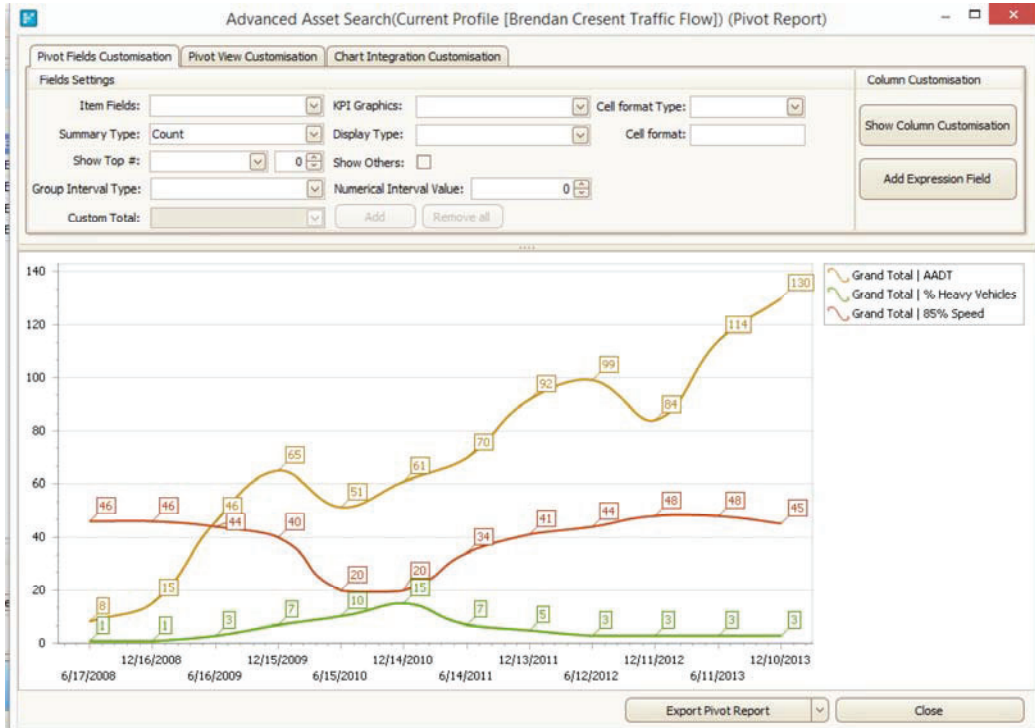 Advanced Asset Search(Current Profile [Brendan Cresent Traffic Flow]) (Pivot Report)
Pivot Fields Customisation Pivot View Customisation Chart Integration Customisation
Fields Settings
Column Customisation
Item Fields: KPI Graphics: Cell format Type:
Summary Type: Count Display Type: Cell format:
Show Top #: 0 Show Others:
Group Interval Type: Numerical Interval Value: 0
Custom Total: Add Remove all
Show Column Customisation
Add Expression Field
Grand Total | AADT
Grand Total | % Heavy Vehicles
Grand Total | 85% Speed
140
120
100
80
60
40
20
0
8 15 46 65 51 61 70 92 99 84 114 130
46 46 44 40 20 20 34 41 44 48 48 45
1 1 3 7 10 15 7 5 3 3 3 3
12/16/2008 12/15/2009 12/14/2010 12/13/2011 12/11/2012 12/10/2013
6/17/2008 6/16/2009 6/15/2010 6/14/2011 6/12/2012 6/11/2013
Export Pivot Report Close